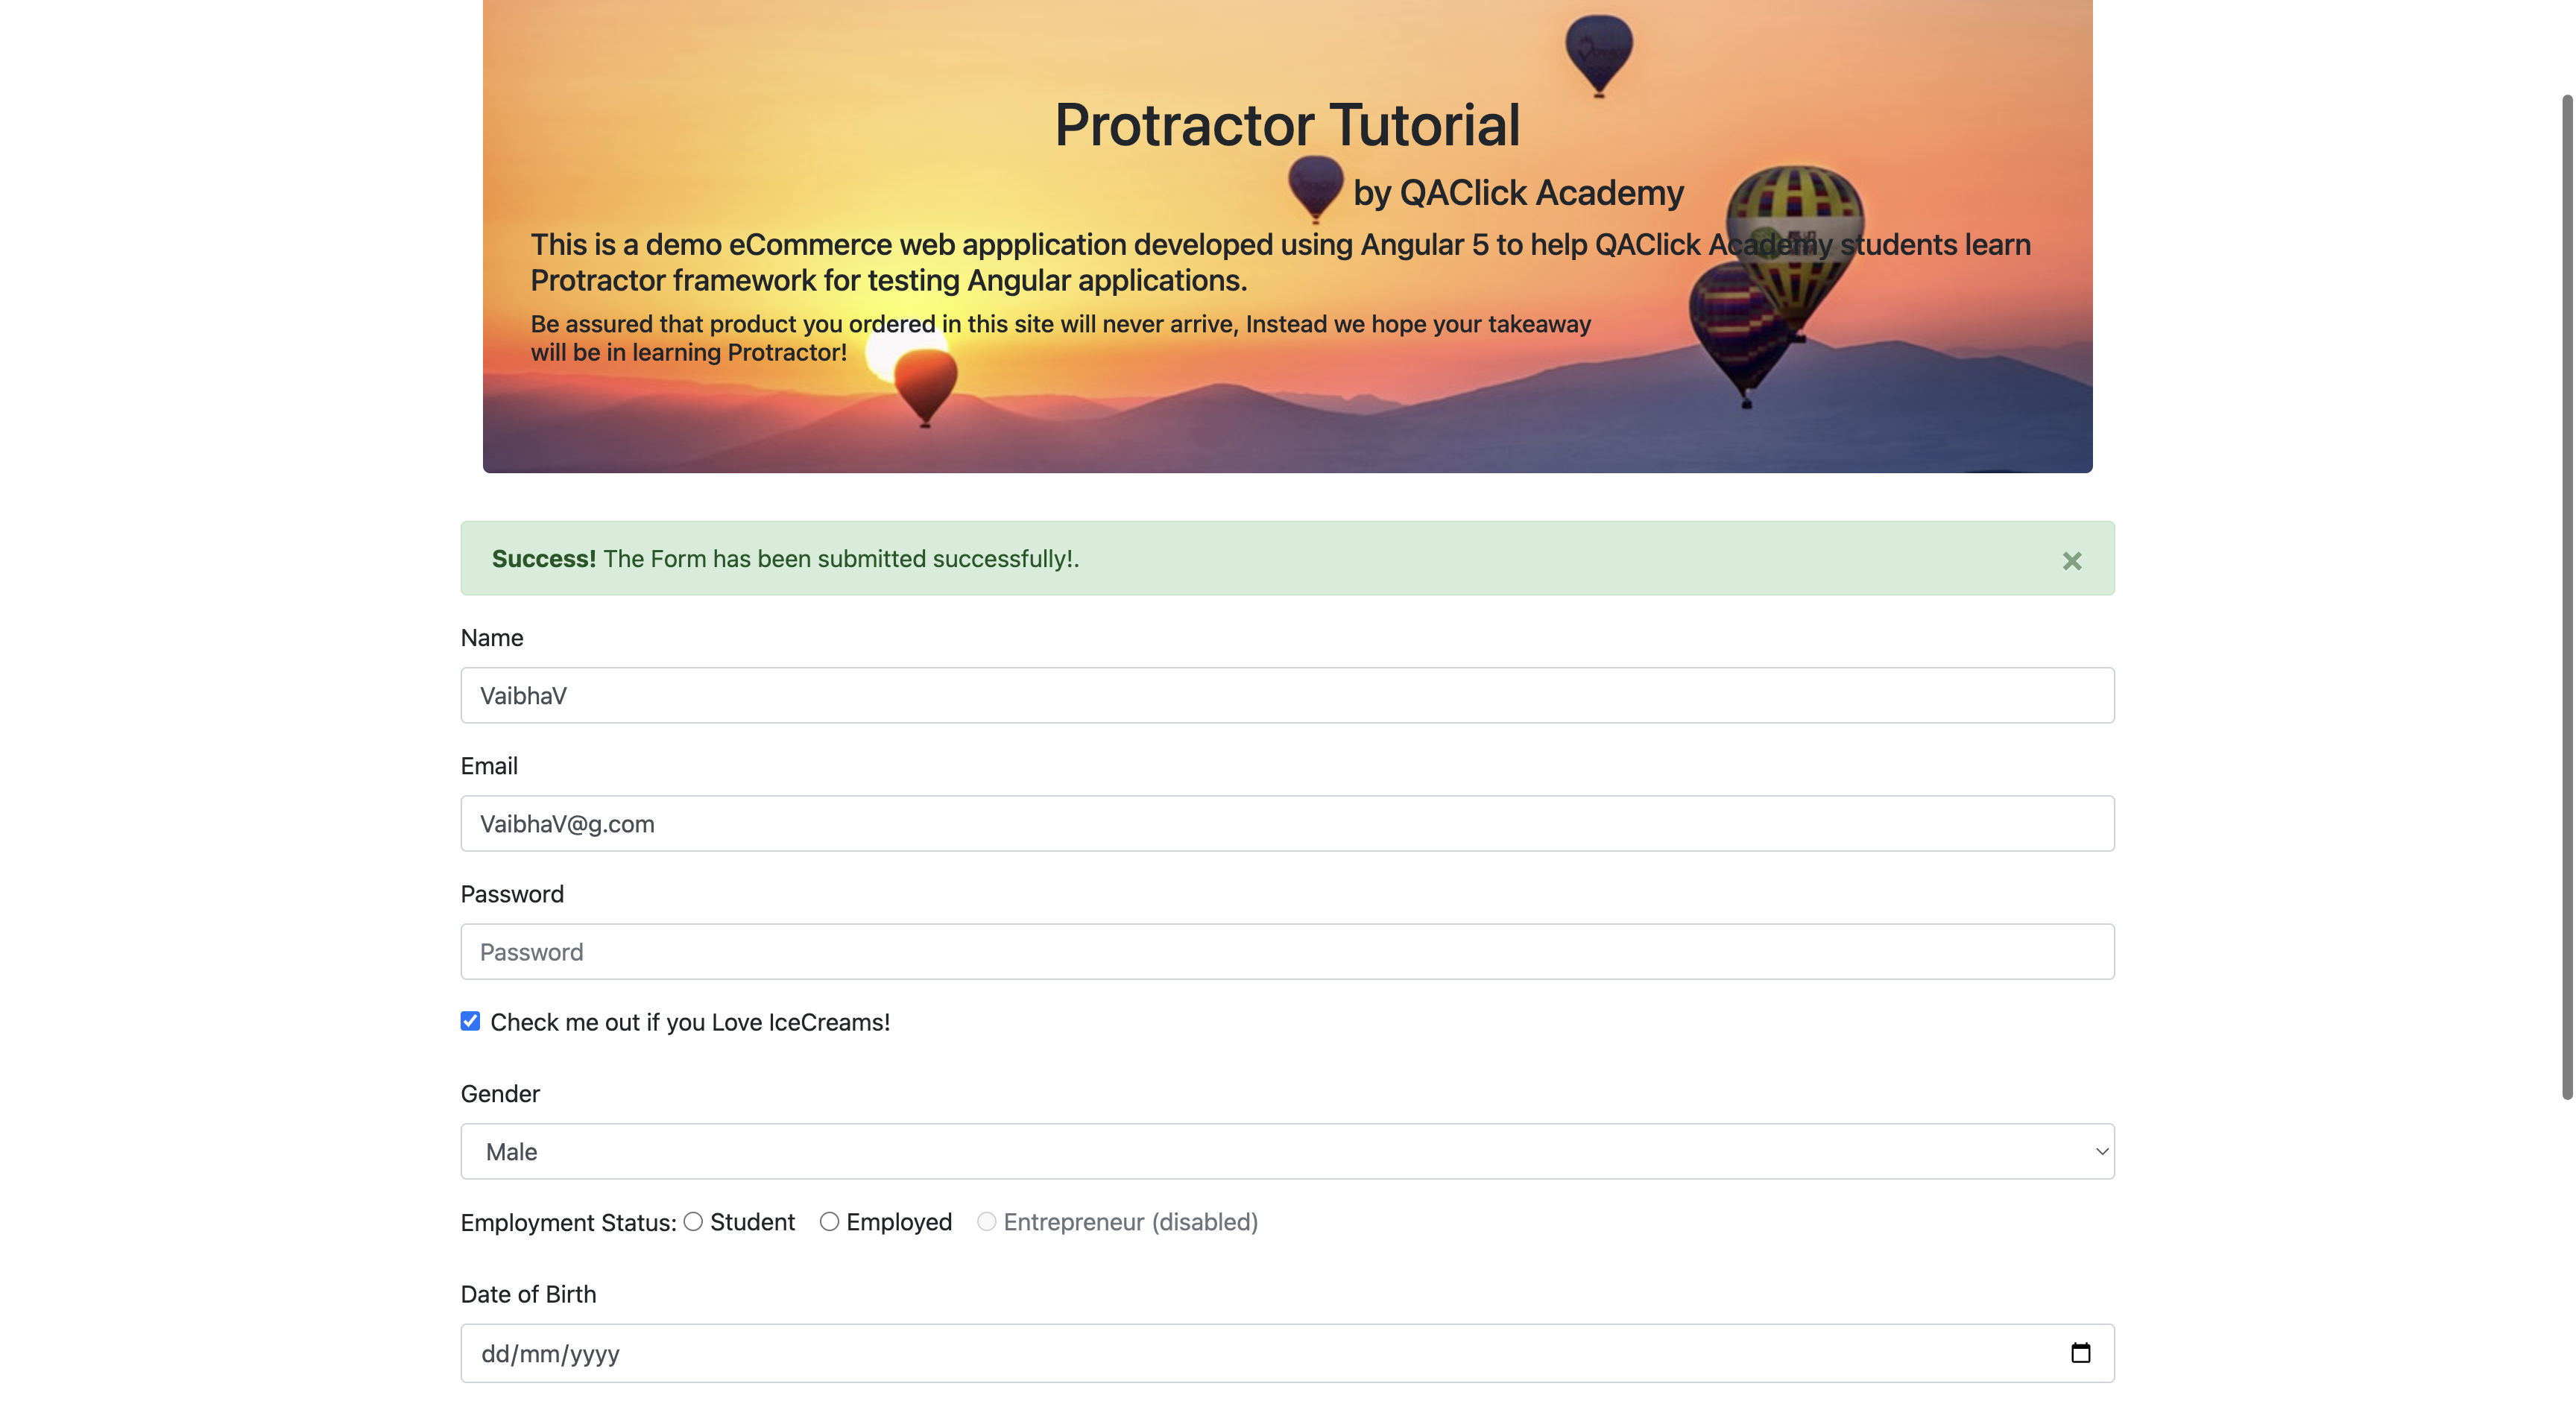 Protractor Tutorial
by QAClick Academy
This is a demo eCommerce web appplication developed using Angular 5 to help QAClick Academy students learn
Protractor framework for testing Angular applications.
Be assured that product you ordered in this site will never arrive, Instead we hope your takeaway
will be in learning Protractor!
Success! The Form has been submitted successfully!.
×
Name
VaibhaV
Email
VaibhaV@g.com
Password
Password
Check me out if you Love IceCreams!
Gender
Male
Employment Status: Student Employed Entrepreneur (disabled)
Date of Birth
dd/mm/yyyy